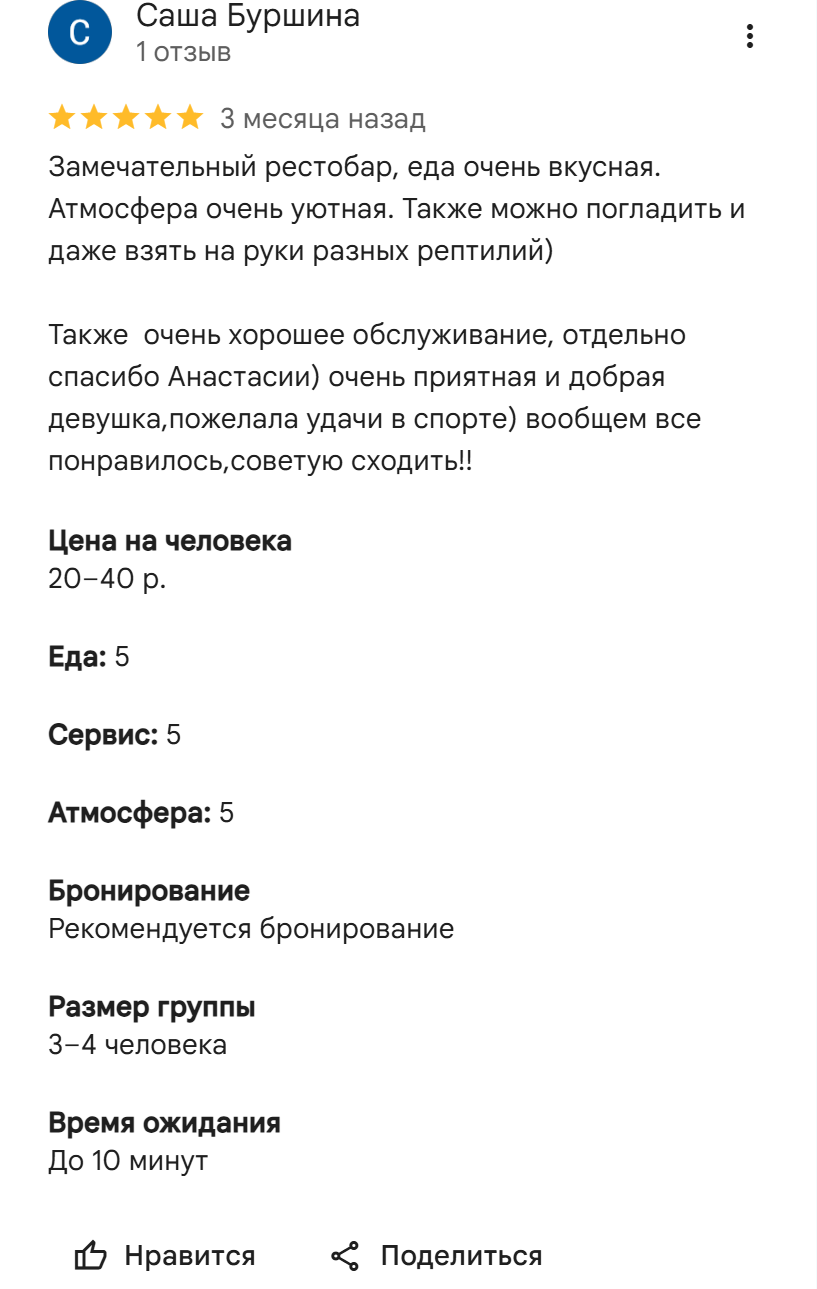 С
Саша Буршина
1 отзыв
3 месяца назад
Замечательный рестобар, еда очень вкусная.
Атмосфера очень уютная. Также можно погладить и
даже взять на руки разных рептилий)
Также  очень хорошее обслуживание, отдельно
спасибо Анастасии) очень приятная и добрая
девушка,пожелала удачи в спорте) вообщем все
понравилось,советую сходить!!
Цена на человека
20–40 р.
Еда: 5
Сервис: 5
Атмосфера: 5
Бронирование
Рекомендуется бронирование
Размер группы
3–4 человека
Время ожидания
До 10 минут
Нравится
Поделиться